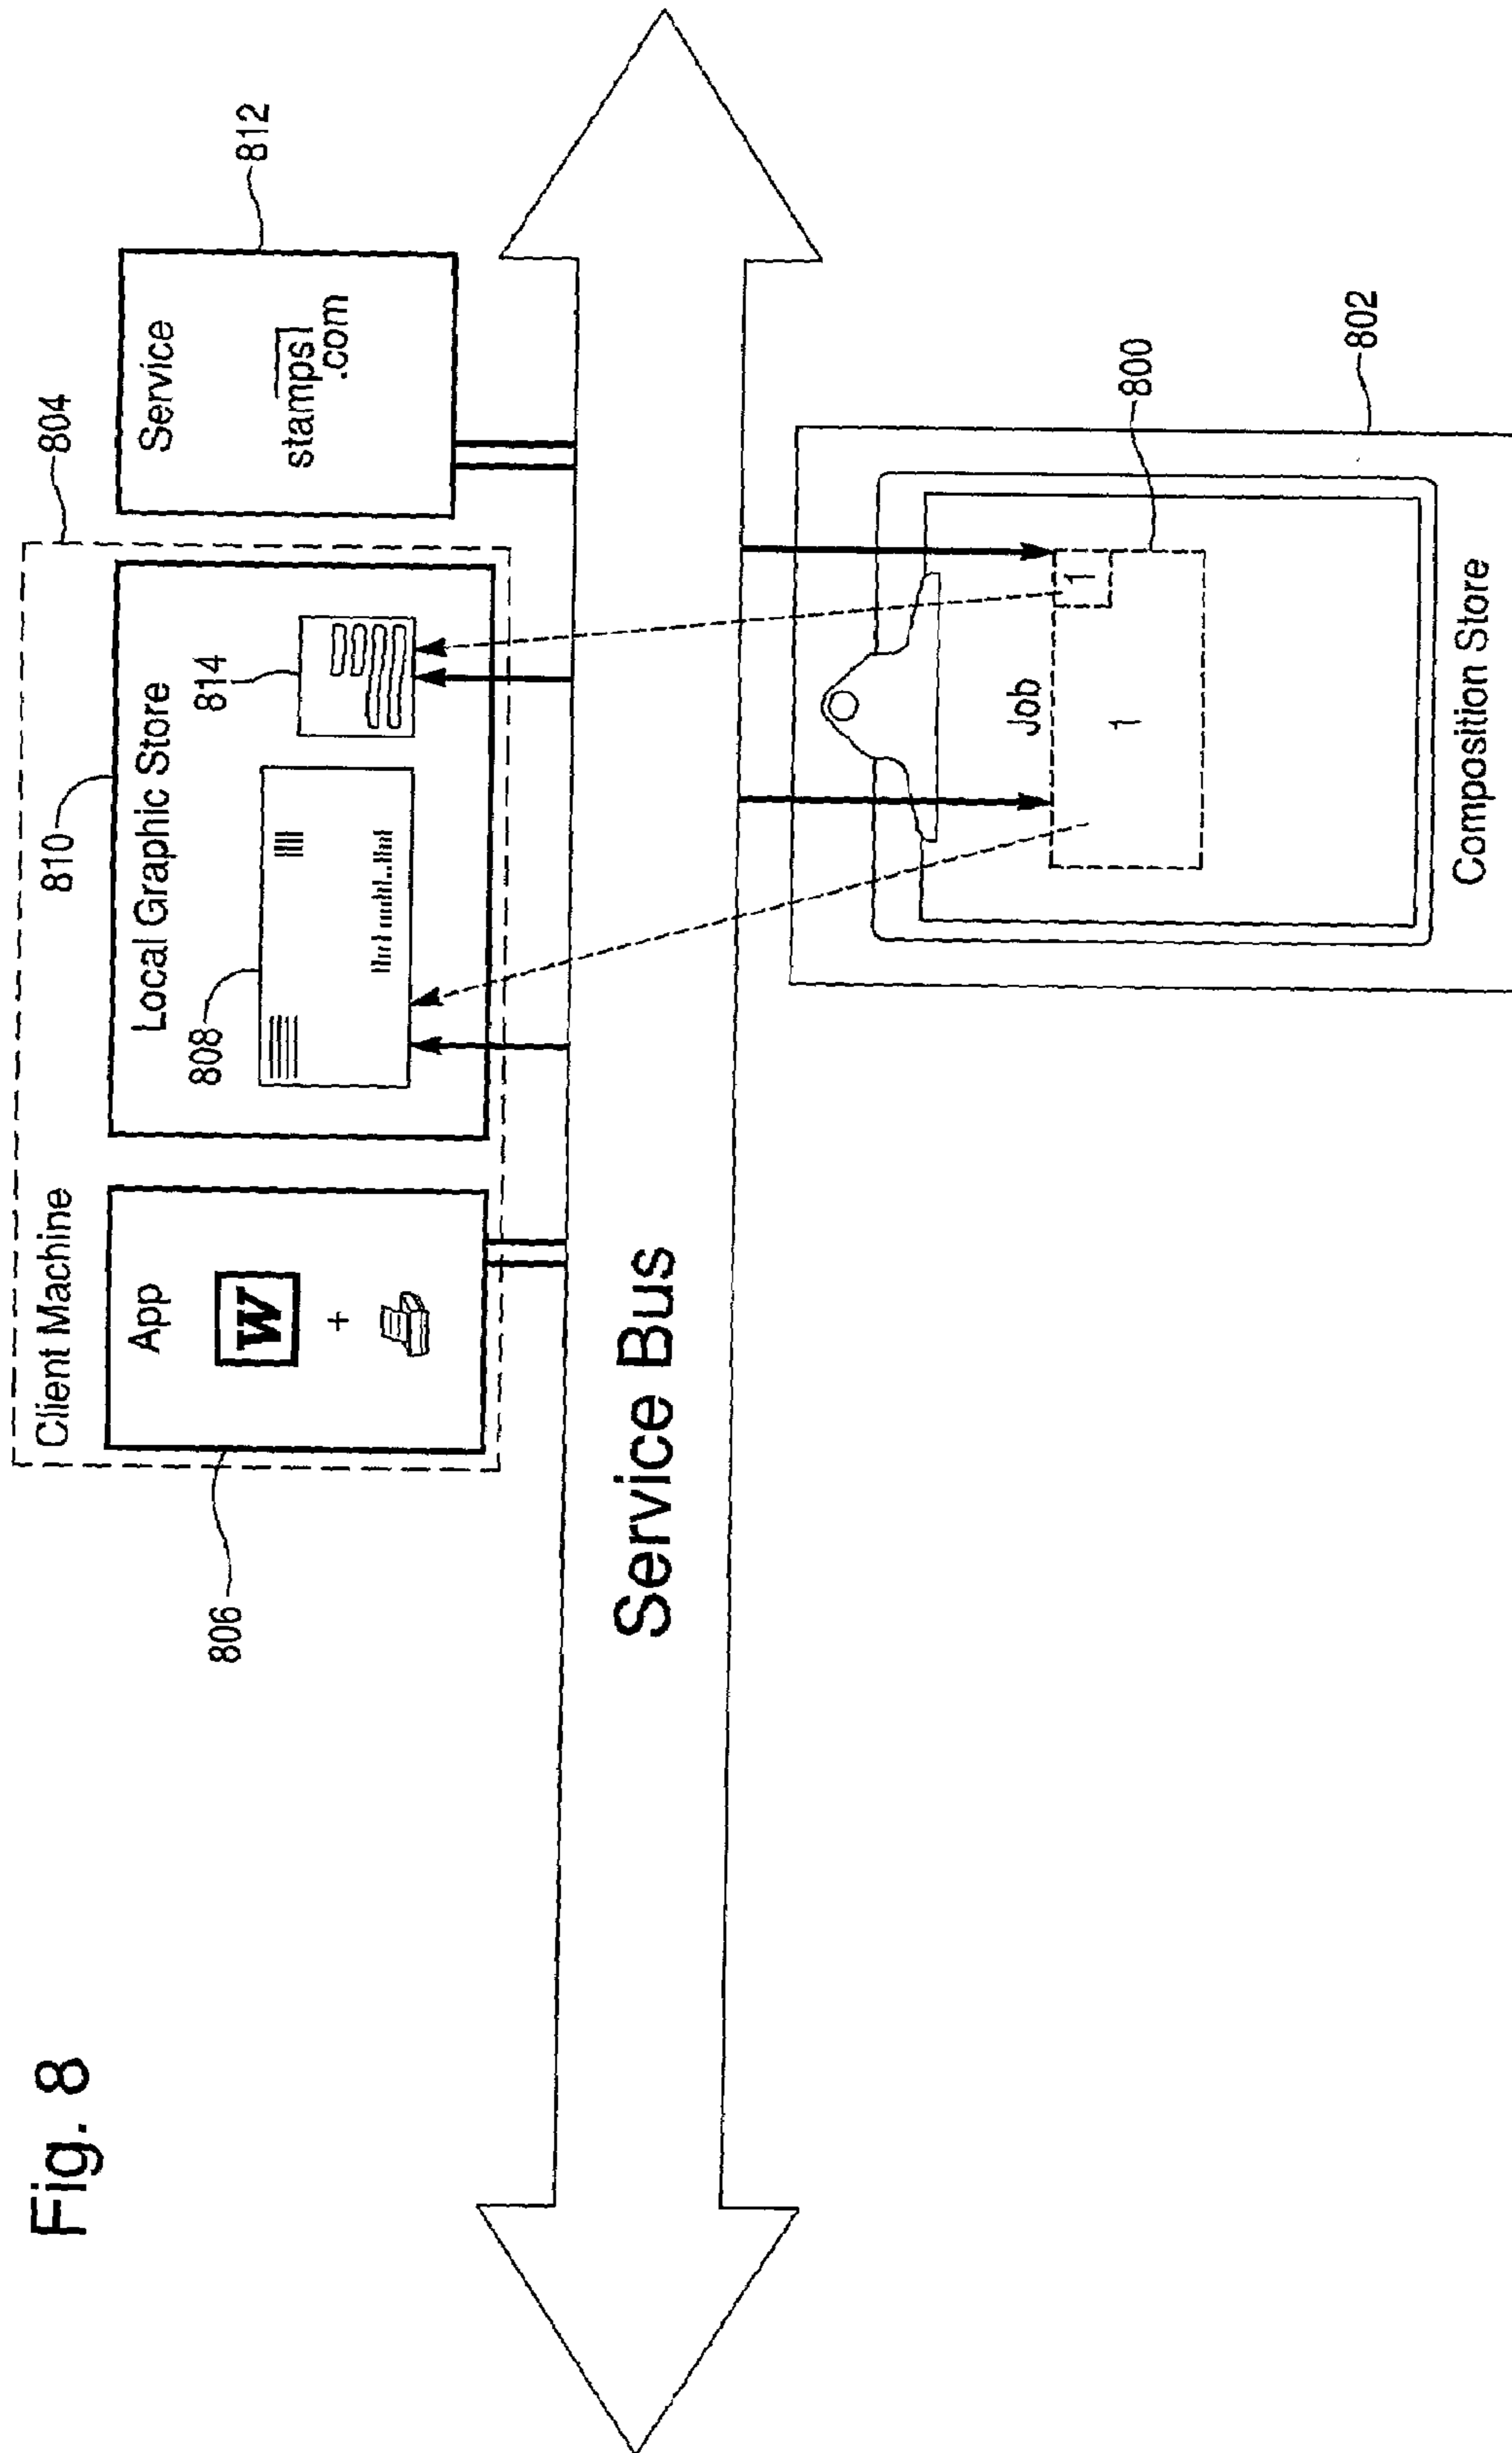 Fig. 8
Client Machine
804
806
App
W
+
810
Local Graphic Store
808
814
812
Service
stamps
.com
Service Bus
Job
1
1
800
802
Composition Store